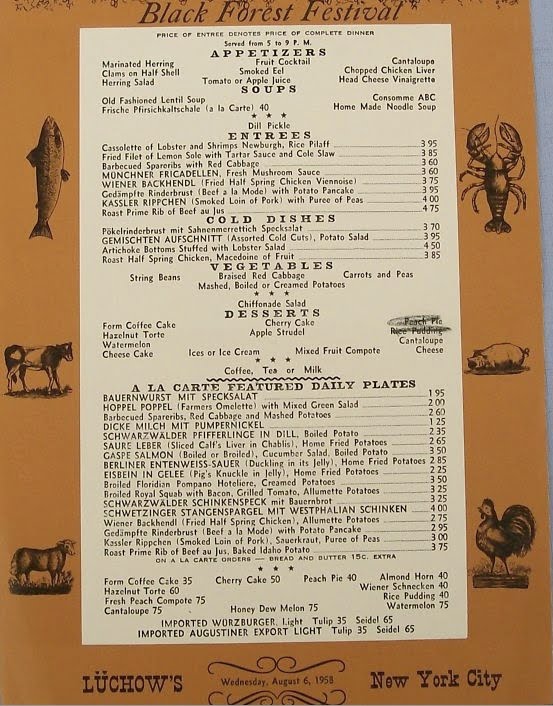 Black Forest Festival
PRICE OF ENTREE DENOTES PRICE OF COMPLETE DINNER
Served from 5 to 9 P. M.
APPETIZERS
Marinated Herring Fruit Cocktail Cantaloupe
Clams on Half Shell Smoked Eel Chopped Chicken Liver
Herring Salad Tomato or Apple Juice Head Cheese Vinaigrette
SOUPS
Old Fashioned Lentil Soup Consomme ABC
Frische Pfirsichkaltschale (a la Carte) 40 Home Made Noodle Soup
★ ★ ★
Dill Pickle
ENTREES
Cassolette of Lobster and Shrimps Newburgh, Rice Pilaff 3 95
Fried Filet of Lemon Sole with Tartar Sauce and Cole Slaw 3 85
Barbecued Spareribs with Red Cabbage 3 60
MÜNCHNER FRICADELLEN, Fresh Mushroom Sauce 3 60
WIENER BACKHENDL (Fried Half Spring Chicken Viennoise) 3 75
Gedämpfte Rinderbrust (Beef a la Mode) with Potato Pancake 3 95
KASSLER RIPPCHEN (Smoked Loin of Pork) with Puree of Peas 4 00
Roast Prime Rib of Beef au Jus 4 75
COLD DISHES
Pökelrinderbrust mit Sahnenmerrettich Specksalat 3 70
GEMISCHTEN AUFSCHNITT (Assorted Cold Cuts), Potato Salad 3 95
Artichoke Bottoms Stuffed with Lobster Salad 4 50
Roast Half Spring Chicken, Macedoine of Fruit 3 85
VEGETABLES
String Beans Braised Red Cabbage Carrots and Peas
Mashed, Boiled or Creamed Potatoes
★ ★ ★
Chiffonade Salad
DESSERTS
Form Coffee Cake Cherry Cake Peach Pie
Hazelnut Torte Apple Strudel Rice Pudding
Watermelon Cantaloupe
Cheese Cake Ices or Ice Cream Mixed Fruit Compote Cheese
★ ★ ★
Coffee, Tea or Milk
A LA CARTE FEATURED DAILY PLATES
BAUERNWURST MIT SPECKSALAT 1 95
HOPPEL POPPEL (Farmers Omelette) with Mixed Green Salad 2 00
Barbecued Spareribs, Red Cabbage and Mashed Potatoes 2 60
DICKE MILCH MIT PUMPERNICKEL 1 25
SCHWARZWÄLDER PFIFFERLINGE IN DILL, Boiled Potato 2 35
SAURE LEBER (Sliced Calf's Liver in Chablis), Home Fried Potatoes 2 65
GASPE SALMON (Boiled or Broiled), Cucumber Salad, Boiled Potato 3 50
BERLINER ENTENWEISS-SAUER (Duckling in its Jelly), Home Fried Potatoes 2 85
EISBEIN IN GELEE (Pig's Knuckle in Jelly), Home Fried Potatoes 2 25
Broiled Floridian Pompano Hoteliere, Creamed Potatoes 3 50
Broiled Royal Squab with Bacon, Grilled Tomato, Allumette Potatoes 3 50
SCHWARZWÄLDER SCHINKENSPECK mit Bauernbrot 3 25
SCHWETZINGER STANGENSPARGEL MIT WESTPHALIAN SCHINKEN 4 00
Wiener Backhendl (Fried Half Spring Chicken), Allumette Potatoes 2 75
Gedämpfte Rinderbrust (Beef a la Mode) with Potato Pancake 2 95
Kassler Rippchen (Smoked Loin of Pork), Sauerkraut, Puree of Peas 3 00
Roast Prime Rib of Beef au Jus, Baked Idaho Potato 3 75
ON A LA CARTE ORDERS — BREAD AND BUTTER 15C. EXTRA
★ ★ ★
Form Coffee Cake 35 Cherry Cake 50 Peach Pie 40 Almond Horn 40
Hazelnut Torte 60 Wiener Schnecken 40
Fresh Peach Compote 75 Rice Pudding 40
Cantaloupe 75 Honey Dew Melon 75 Watermelon 75
IMPORTED WÜRZBURGER, Light Tulip 35 Seidel 65
IMPORTED AUGUSTINER EXPORT LIGHT Tulip 35 Seidel 65
LÜCHOW'S Wednesday, August 6, 1958 New York City